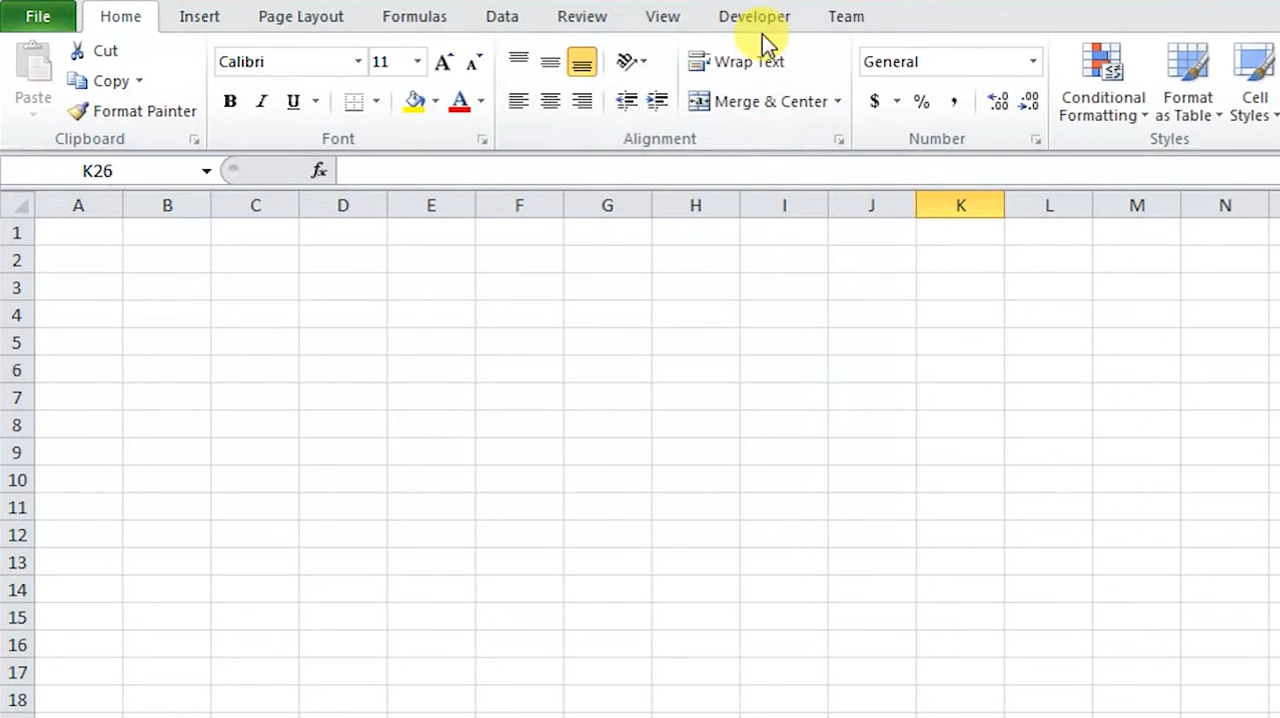 File Home Insert Page Layout Formulas Data Review View Developer Team
Paste
Cut
Copy
Format Painter
Clipboard
Calibri 11
B I U
Font
Wrap Text
Merge & Center
Alignment
General
$ % ,
Number
Conditional
Formatting
Format
as Table
Cell
Styles
Styles
K26
fx
A B C D E F G H I J K L M N
1
2
3
4
5
6
7
8
9
10
11
12
13
14
15
16
17
18